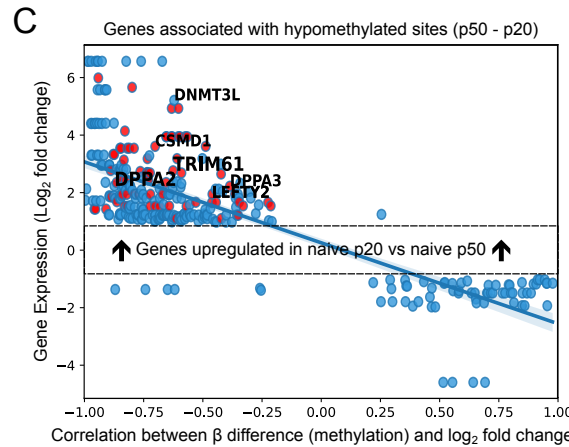 C
Genes associated with hypomethylated sites (p50 - p20)
Gene Expression (Log₂ fold change)
6
4
2
0
−2
−4
DNMT3L
CSMD1
TRIM61
DPPA2
DPPA3
LEFTY2
Genes upregulated in naive p20 vs naive p50
−1.00 −0.75 −0.50 −0.25 0.00 0.25 0.50 0.75 1.00
Correlation between β difference (methylation) and log₂ fold change